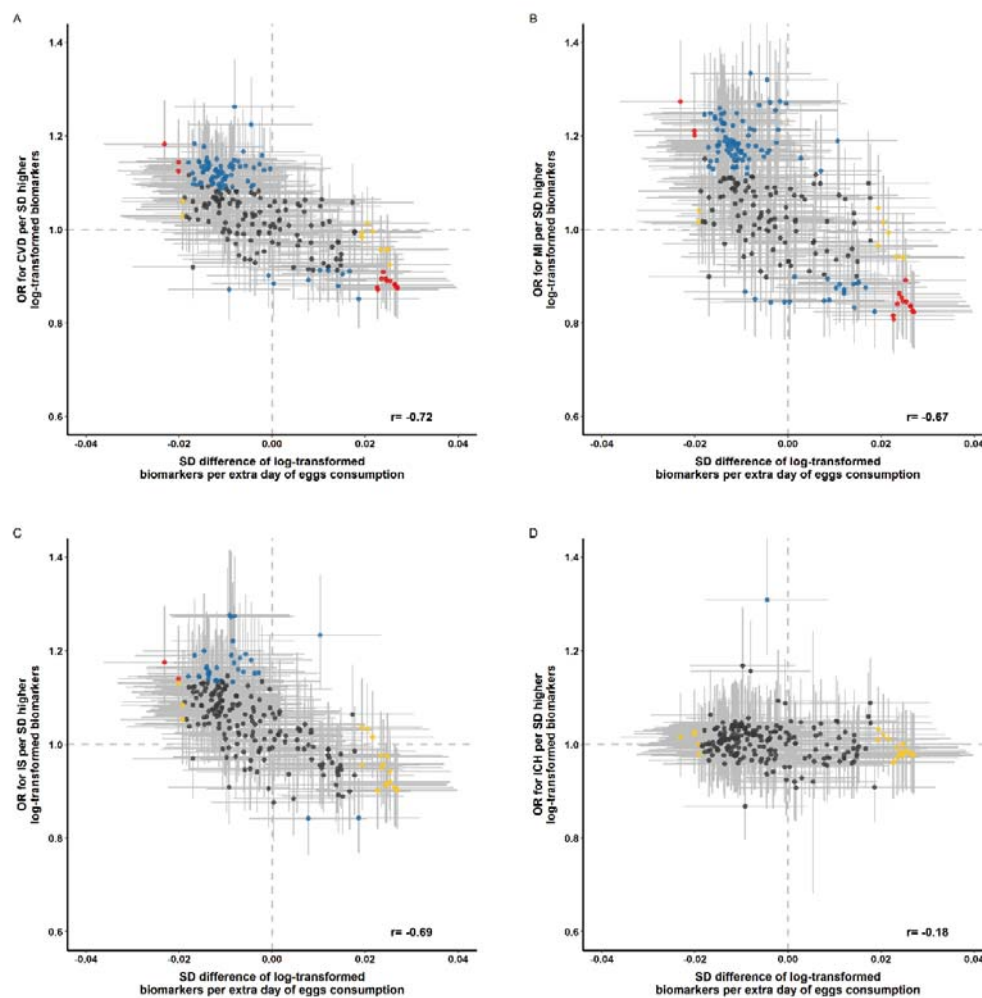 A
OR for CVD per SD higher
log-transformed biomarkers
1.4
1.2
1.0
0.8
0.6
r= -0.72
-0.04
-0.02
0.00
0.02
0.04
SD difference of log-transformed
biomarkers per extra day of eggs consumption
B
OR for MI per SD higher
log-transformed biomarkers
1.4
1.2
1.0
0.8
0.6
r= -0.67
-0.04
-0.02
0.00
0.02
0.04
SD difference of log-transformed
biomarkers per extra day of eggs consumption
C
OR for IS per SD higher
log-transformed biomarkers
1.4
1.2
1.0
0.8
0.6
r= -0.69
-0.04
-0.02
0.00
0.02
0.04
SD difference of log-transformed
biomarkers per extra day of eggs consumption
D
OR for ICH per SD higher
log-transformed biomarkers
1.4
1.2
1.0
0.8
0.6
r= -0.18
-0.04
-0.02
0.00
0.02
0.04
SD difference of log-transformed
biomarkers per extra day of eggs consumption